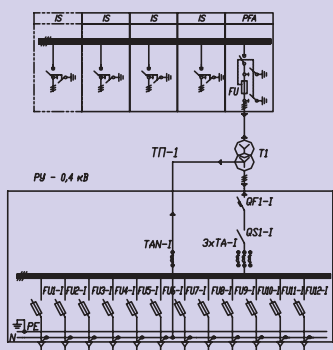 IS IS IS IS PFA
FU
ТП-1 T1
РУ - 0,4 кВ
QF1-I
QS1-I
TAN-I 3xTA-I
FU1-I FU2-I FU3-I FU4-I FU5-I FU6-I FU7-I FU8-I FU9-I FU10-I FU11-I FU12-I
PE
N